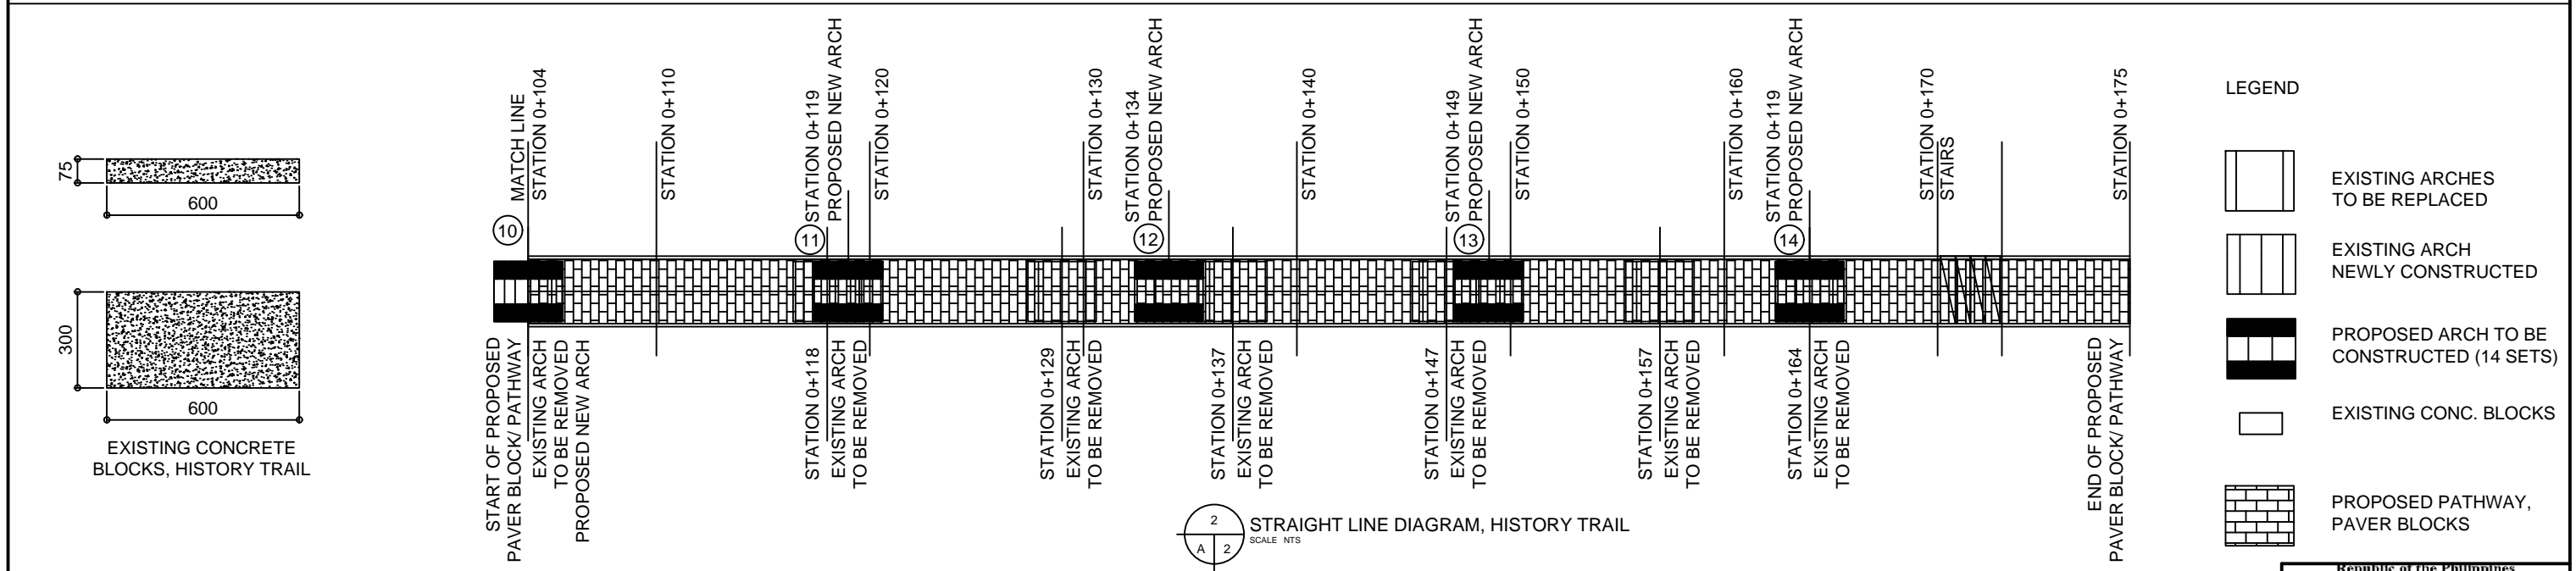 75
600
300
600
EXISTING CONCRETE
BLOCKS, HISTORY TRAIL
MATCH LINE
STATION 0+104
STATION 0+110
STATION 0+119
PROPOSED NEW ARCH
STATION 0+120
STATION 0+130
STATION 0+134
PROPOSED NEW ARCH
STATION 0+140
STATION 0+149
PROPOSED NEW ARCH
STATION 0+150
STATION 0+160
STATION 0+119
PROPOSED NEW ARCH
STATION 0+170
STAIRS
STATION 0+175
10
11
12
13
14
START OF PROPOSED
PAVER BLOCK/ PATHWAY
EXISTING ARCH
TO BE REMOVED
PROPOSED NEW ARCH
STATION 0+118
EXISTING ARCH
TO BE REMOVED
STATION 0+129
EXISTING ARCH
TO BE REMOVED
STATION 0+137
EXISTING ARCH
TO BE REMOVED
STATION 0+147
EXISTING ARCH
TO BE REMOVED
STATION 0+157
EXISTING ARCH
TO BE REMOVED
STATION 0+164
EXISTING ARCH
TO BE REMOVED
END OF PROPOSED
PAVER BLOCK/ PATHWAY
2
A 2
STRAIGHT LINE DIAGRAM, HISTORY TRAIL
SCALE NTS
LEGEND
EXISTING ARCHES
TO BE REPLACED
EXISTING ARCH
NEWLY CONSTRUCTED
PROPOSED ARCH TO BE
CONSTRUCTED (14 SETS)
EXISTING CONC. BLOCKS
PROPOSED PATHWAY,
PAVER BLOCKS
Republic of the Philippines